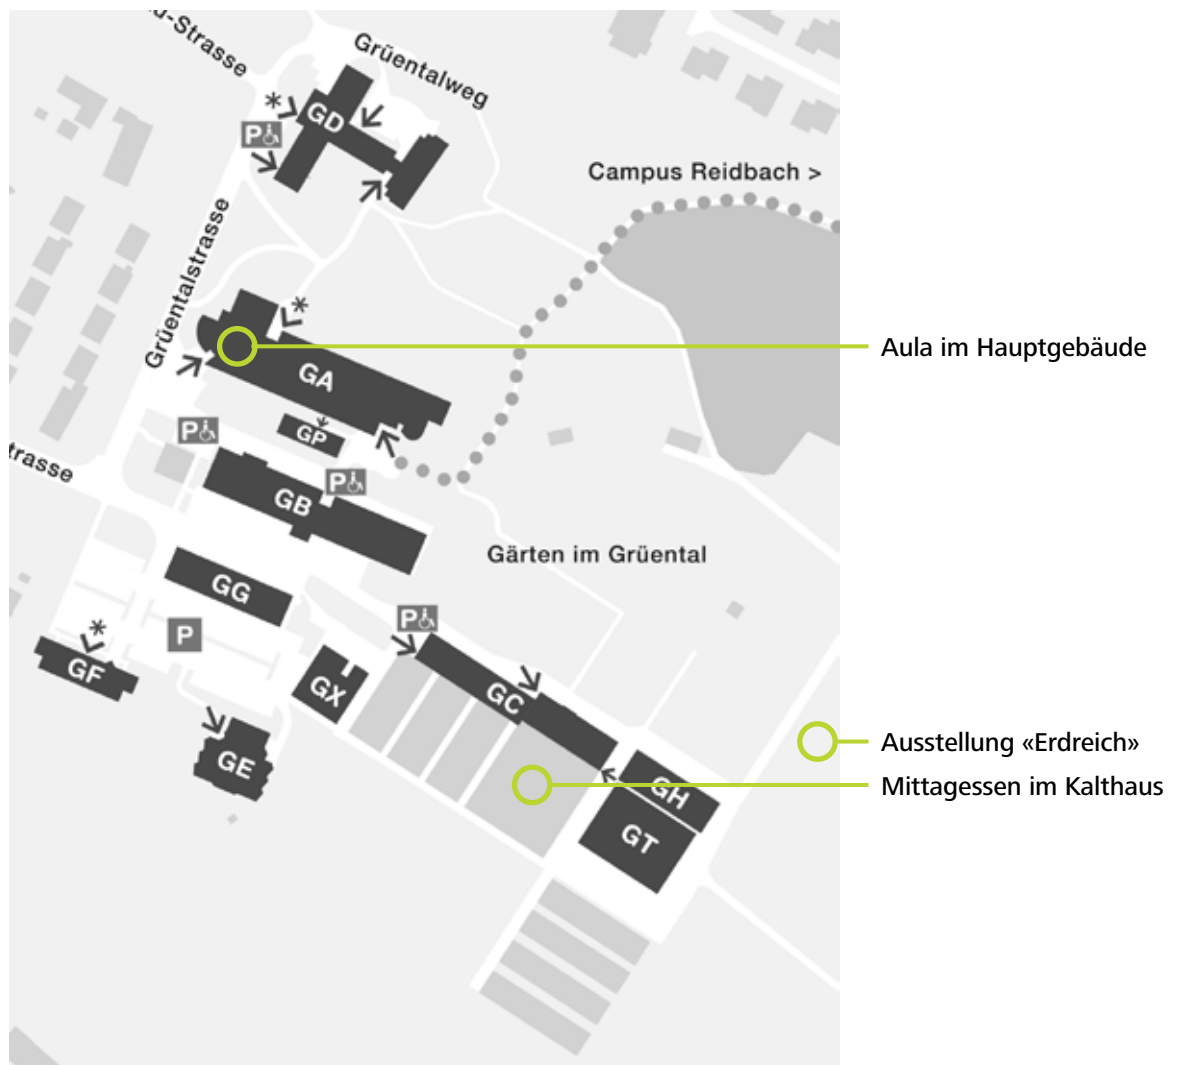 u-Strasse
Grüentalweg
*
GD
P
Campus Reidbach >
Grüentalstrasse
*
Aula im Hauptgebäude
GA
P
GP
trasse
P
GB
Gärten im Grüental
GG
P
*
P
GF
GX
GC
Ausstellung «Erdreich»
GE
Mittagessen im Kalthaus
GH
GT